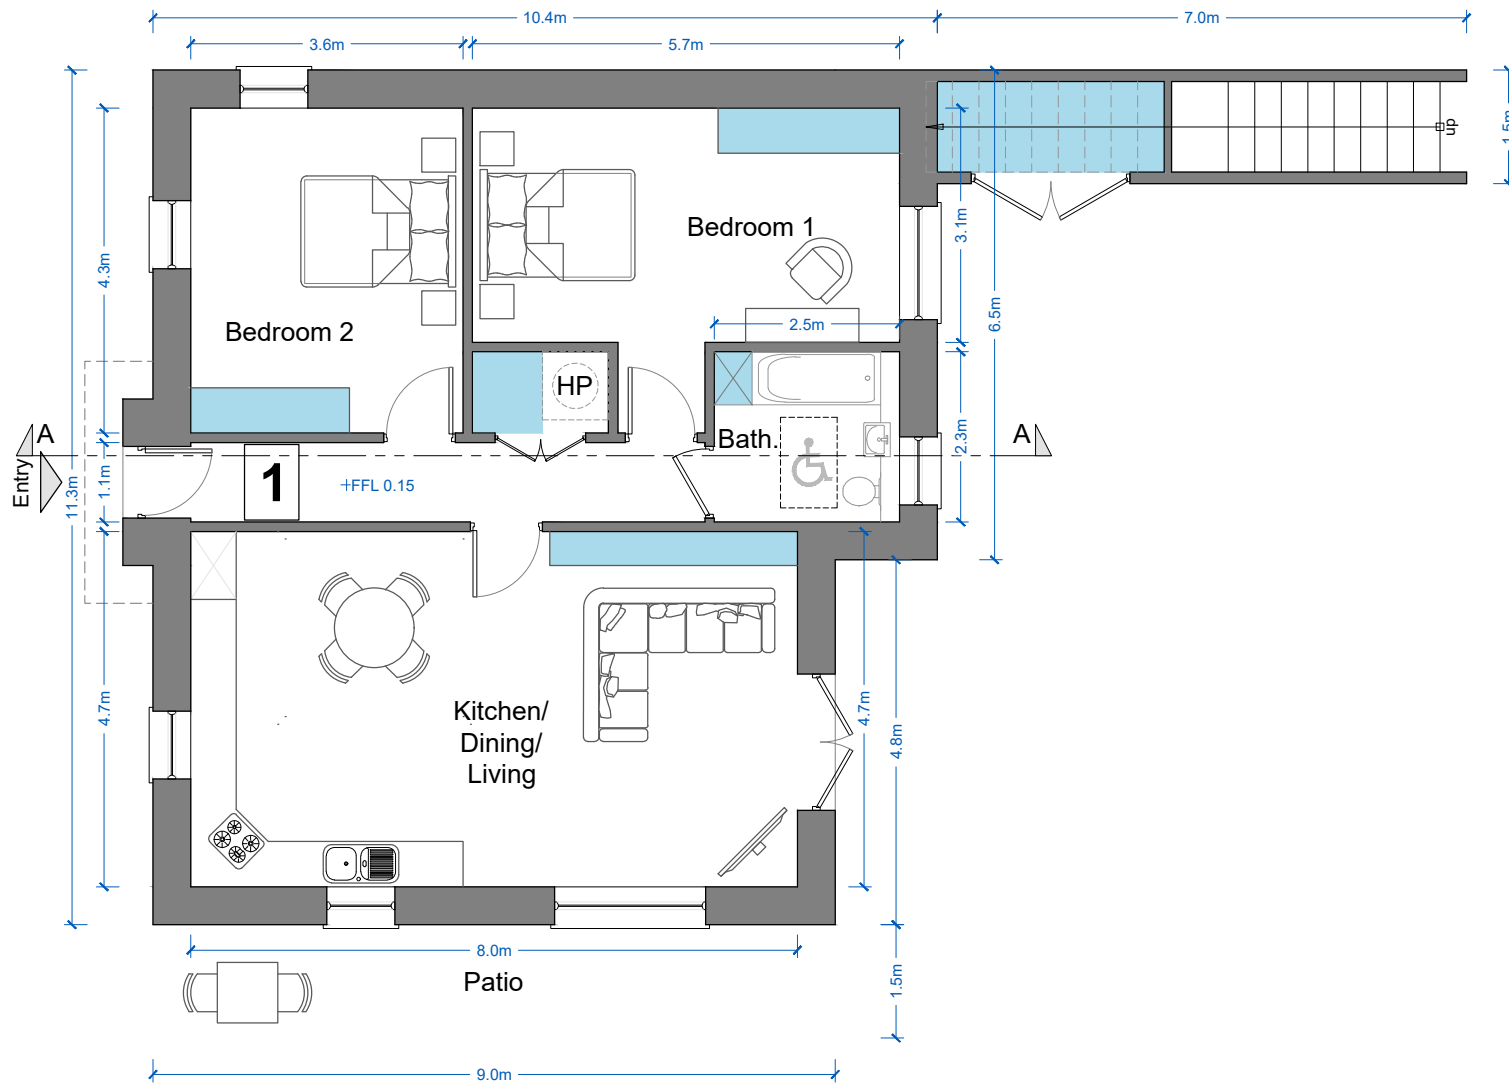 10.4m
7.0m
3.6m
5.7m
1.5m
up
3.1m
Bedroom 1
4.3m
6.5m
2.5m
Bedroom 2
HP
A
Bath.
A
2.3m
Entry
11.3m
1.1m
1
FFL 0.15
4.7m
Kitchen/
Dining/
Living
4.7m
4.8m
8.0m
Patio
1.5m
9.0m